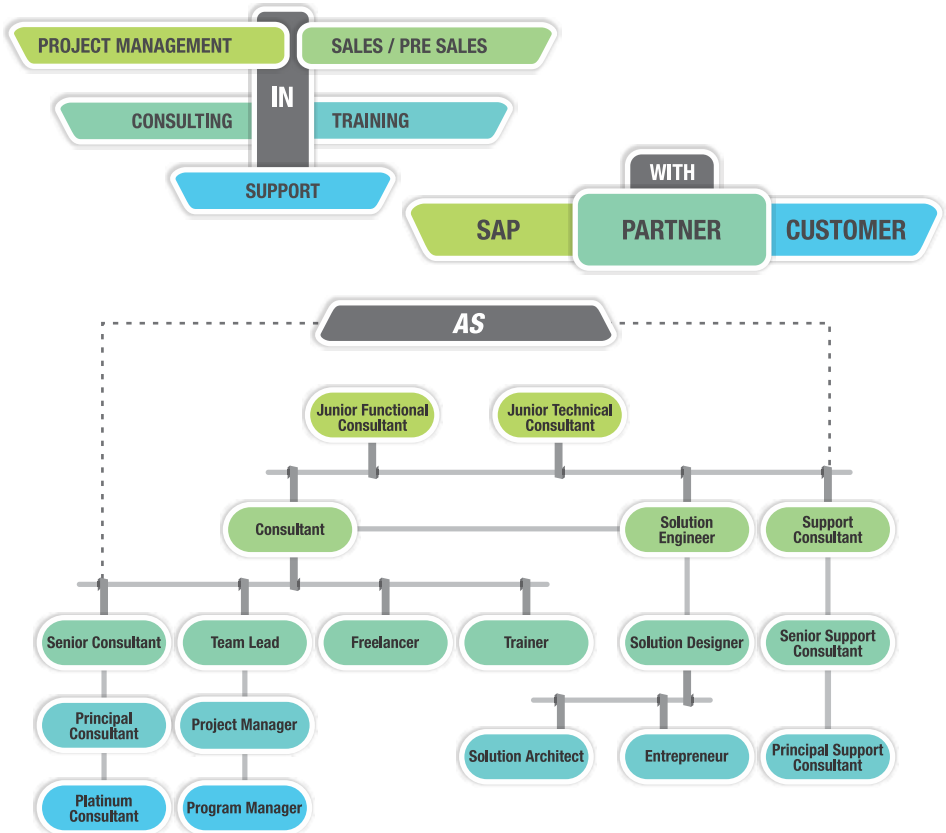 PROJECT MANAGEMENT
SALES / PRE SALES
IN
CONSULTING
TRAINING
SUPPORT
WITH
SAP
PARTNER
CUSTOMER
AS
Junior Functional
Consultant
Junior Technical
Consultant
Consultant
Solution
Engineer
Support
Consultant
Senior Consultant
Team Lead
Freelancer
Trainer
Solution Designer
Senior Support
Consultant
Principal
Consultant
Project Manager
Solution Architect
Entrepreneur
Principal Support
Consultant
Platinum
Consultant
Program Manager